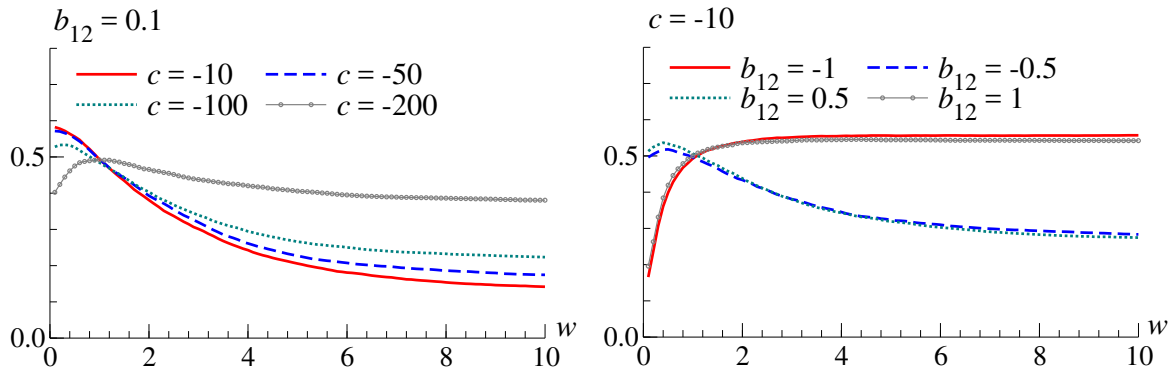 b12 = 0.1
c = -10
c = -50
c = -100
c = -200
0.5
0.0
0
2
4
6
8
10
w
c = -10
b12 = -1
b12 = -0.5
b12 = 0.5
b12 = 1
0.5
0.0
0
2
4
6
8
10
w